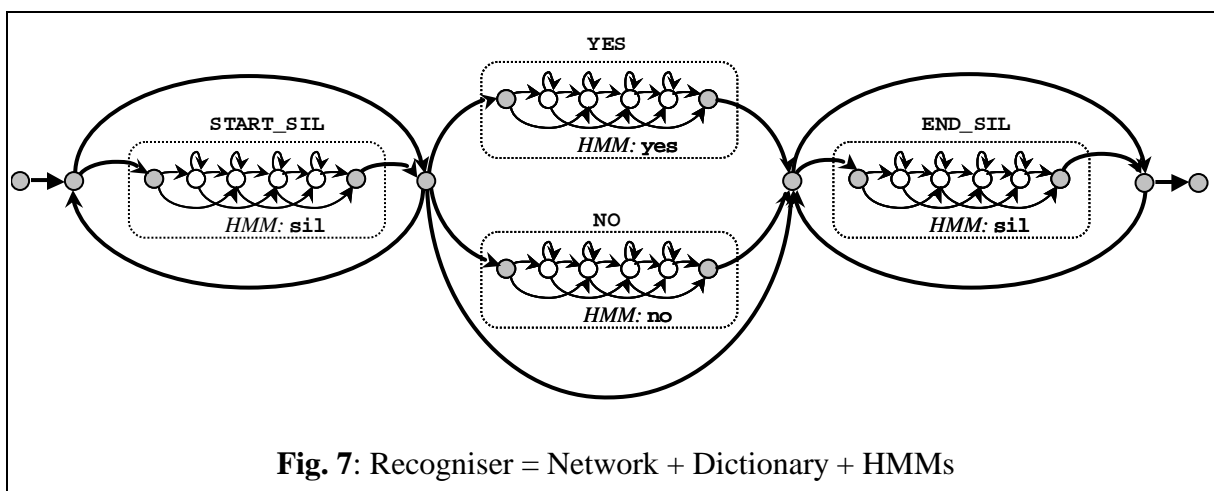 YES
HMM: yes
START_SIL
HMM: sil
END_SIL
HMM: sil
NO
HMM: no
Fig. 7: Recogniser = Network + Dictionary + HMMs